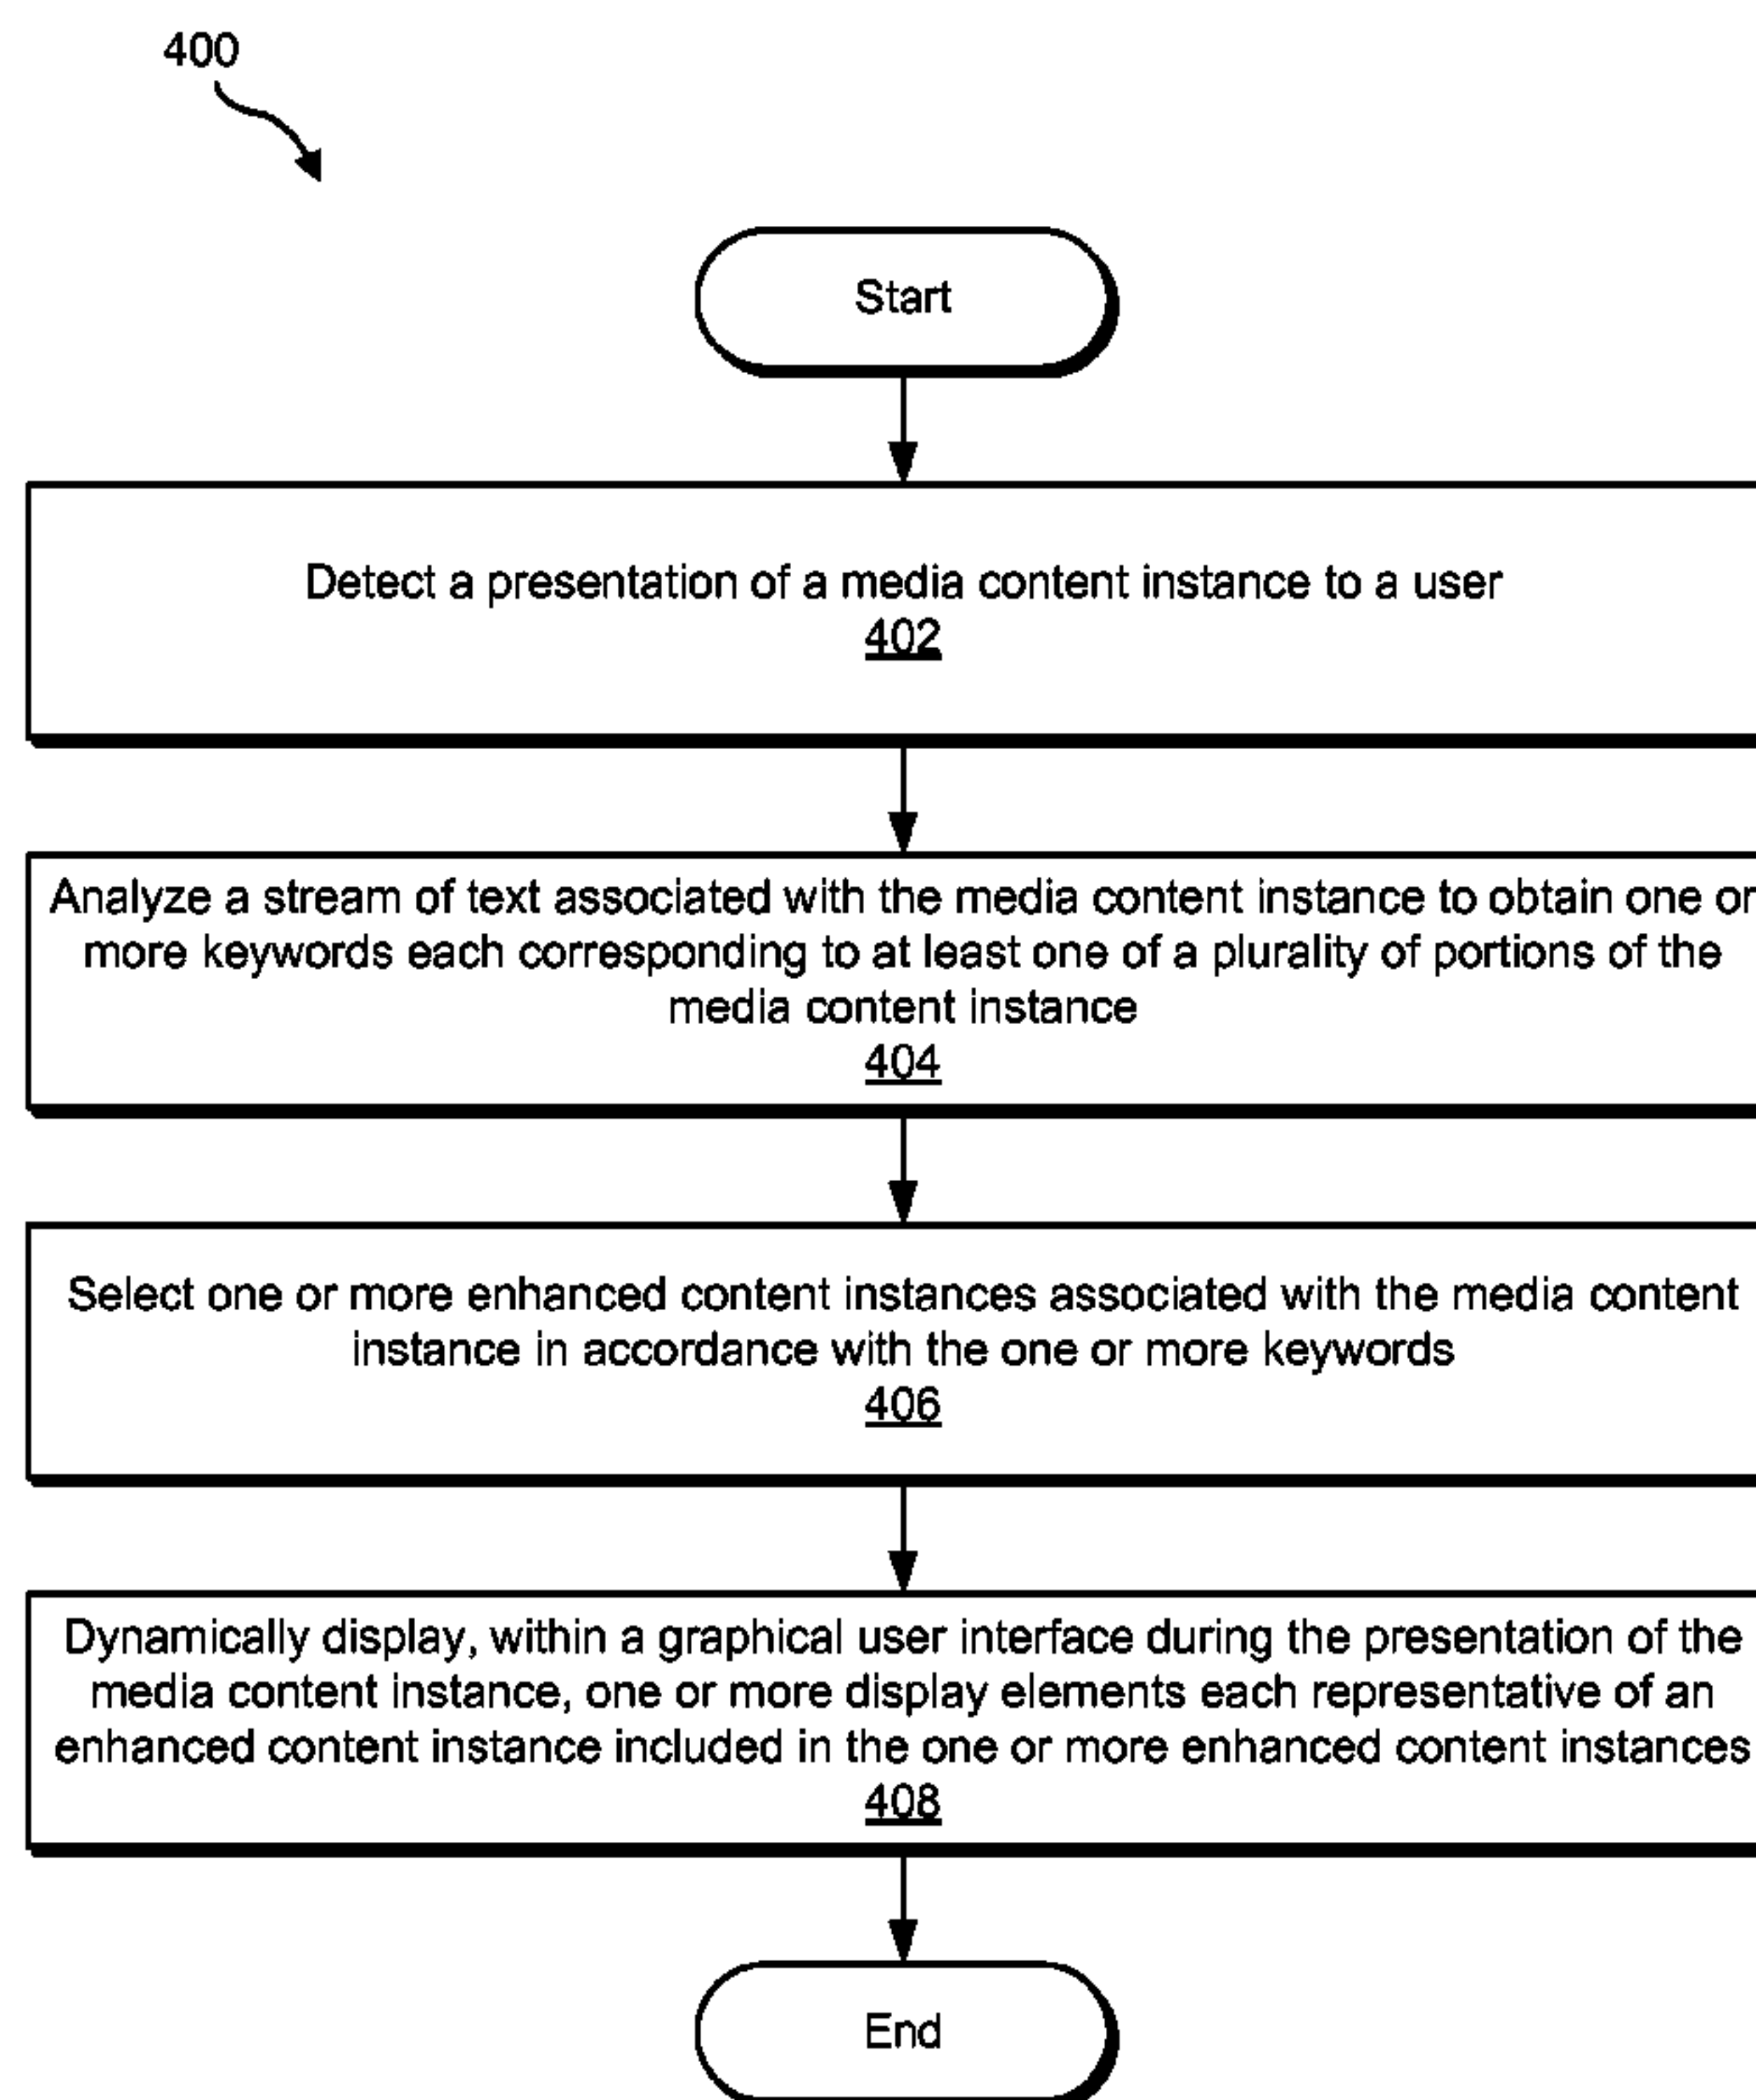 400
Start
Detect a presentation of a media content instance to a user
402
Analyze a stream of text associated with the media content instance to obtain one or
more keywords each corresponding to at least one of a plurality of portions of the
media content instance
404
Select one or more enhanced content instances associated with the media content
instance in accordance with the one or more keywords
406
Dynamically display, within a graphical user interface during the presentation of the
media content instance, one or more display elements each representative of an
enhanced content instance included in the one or more enhanced content instances
408
End